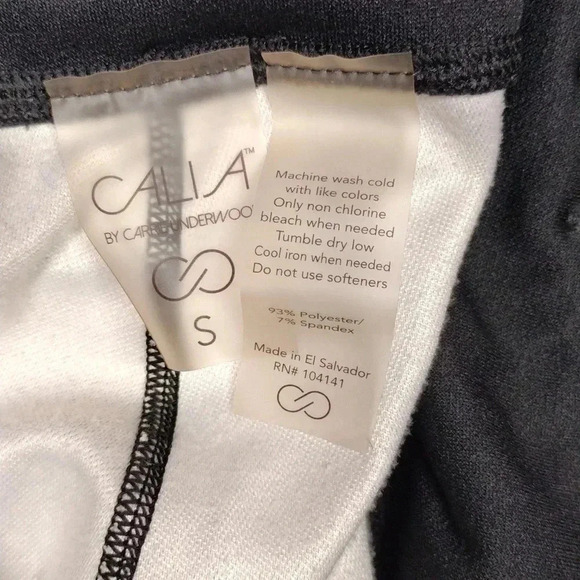 CALIA™
BY CARRIE UNDERWOO
S
Machine wash cold
with like colors
Only non chlorine
bleach when needed
Tumble dry low
Cool iron when needed
Do not use softeners
93% Polyester/
7% Spandex
Made in El Salvador
RN# 104141